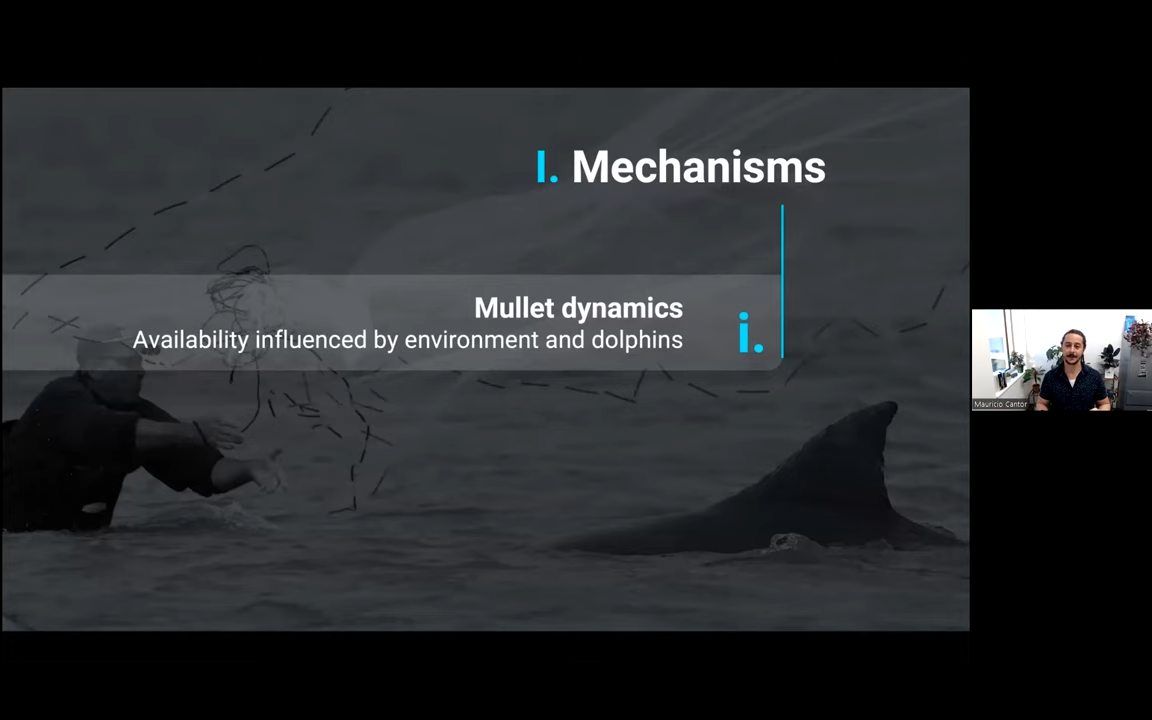 I. Mechanisms
Mullet dynamics
Availability influenced by environment and dolphins
i.
Mauricio Cantor